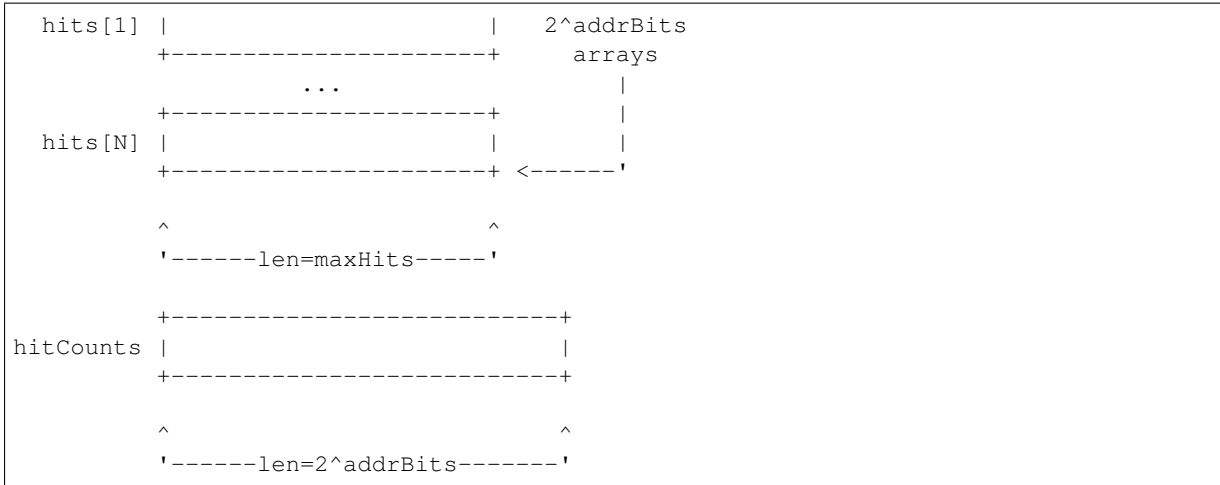 hits[1] |                      |   2^addrBits
          +----------------------+     arrays
                    ...                   |
          +----------------------+        |
  hits[N] |                      |        |
          +----------------------+ <------'

          ^                      ^
          '------len=maxHits-----'

          +---------------------------+
hitCounts |                           |
          +---------------------------+

          ^                           ^
          '------len=2^addrBits-------'